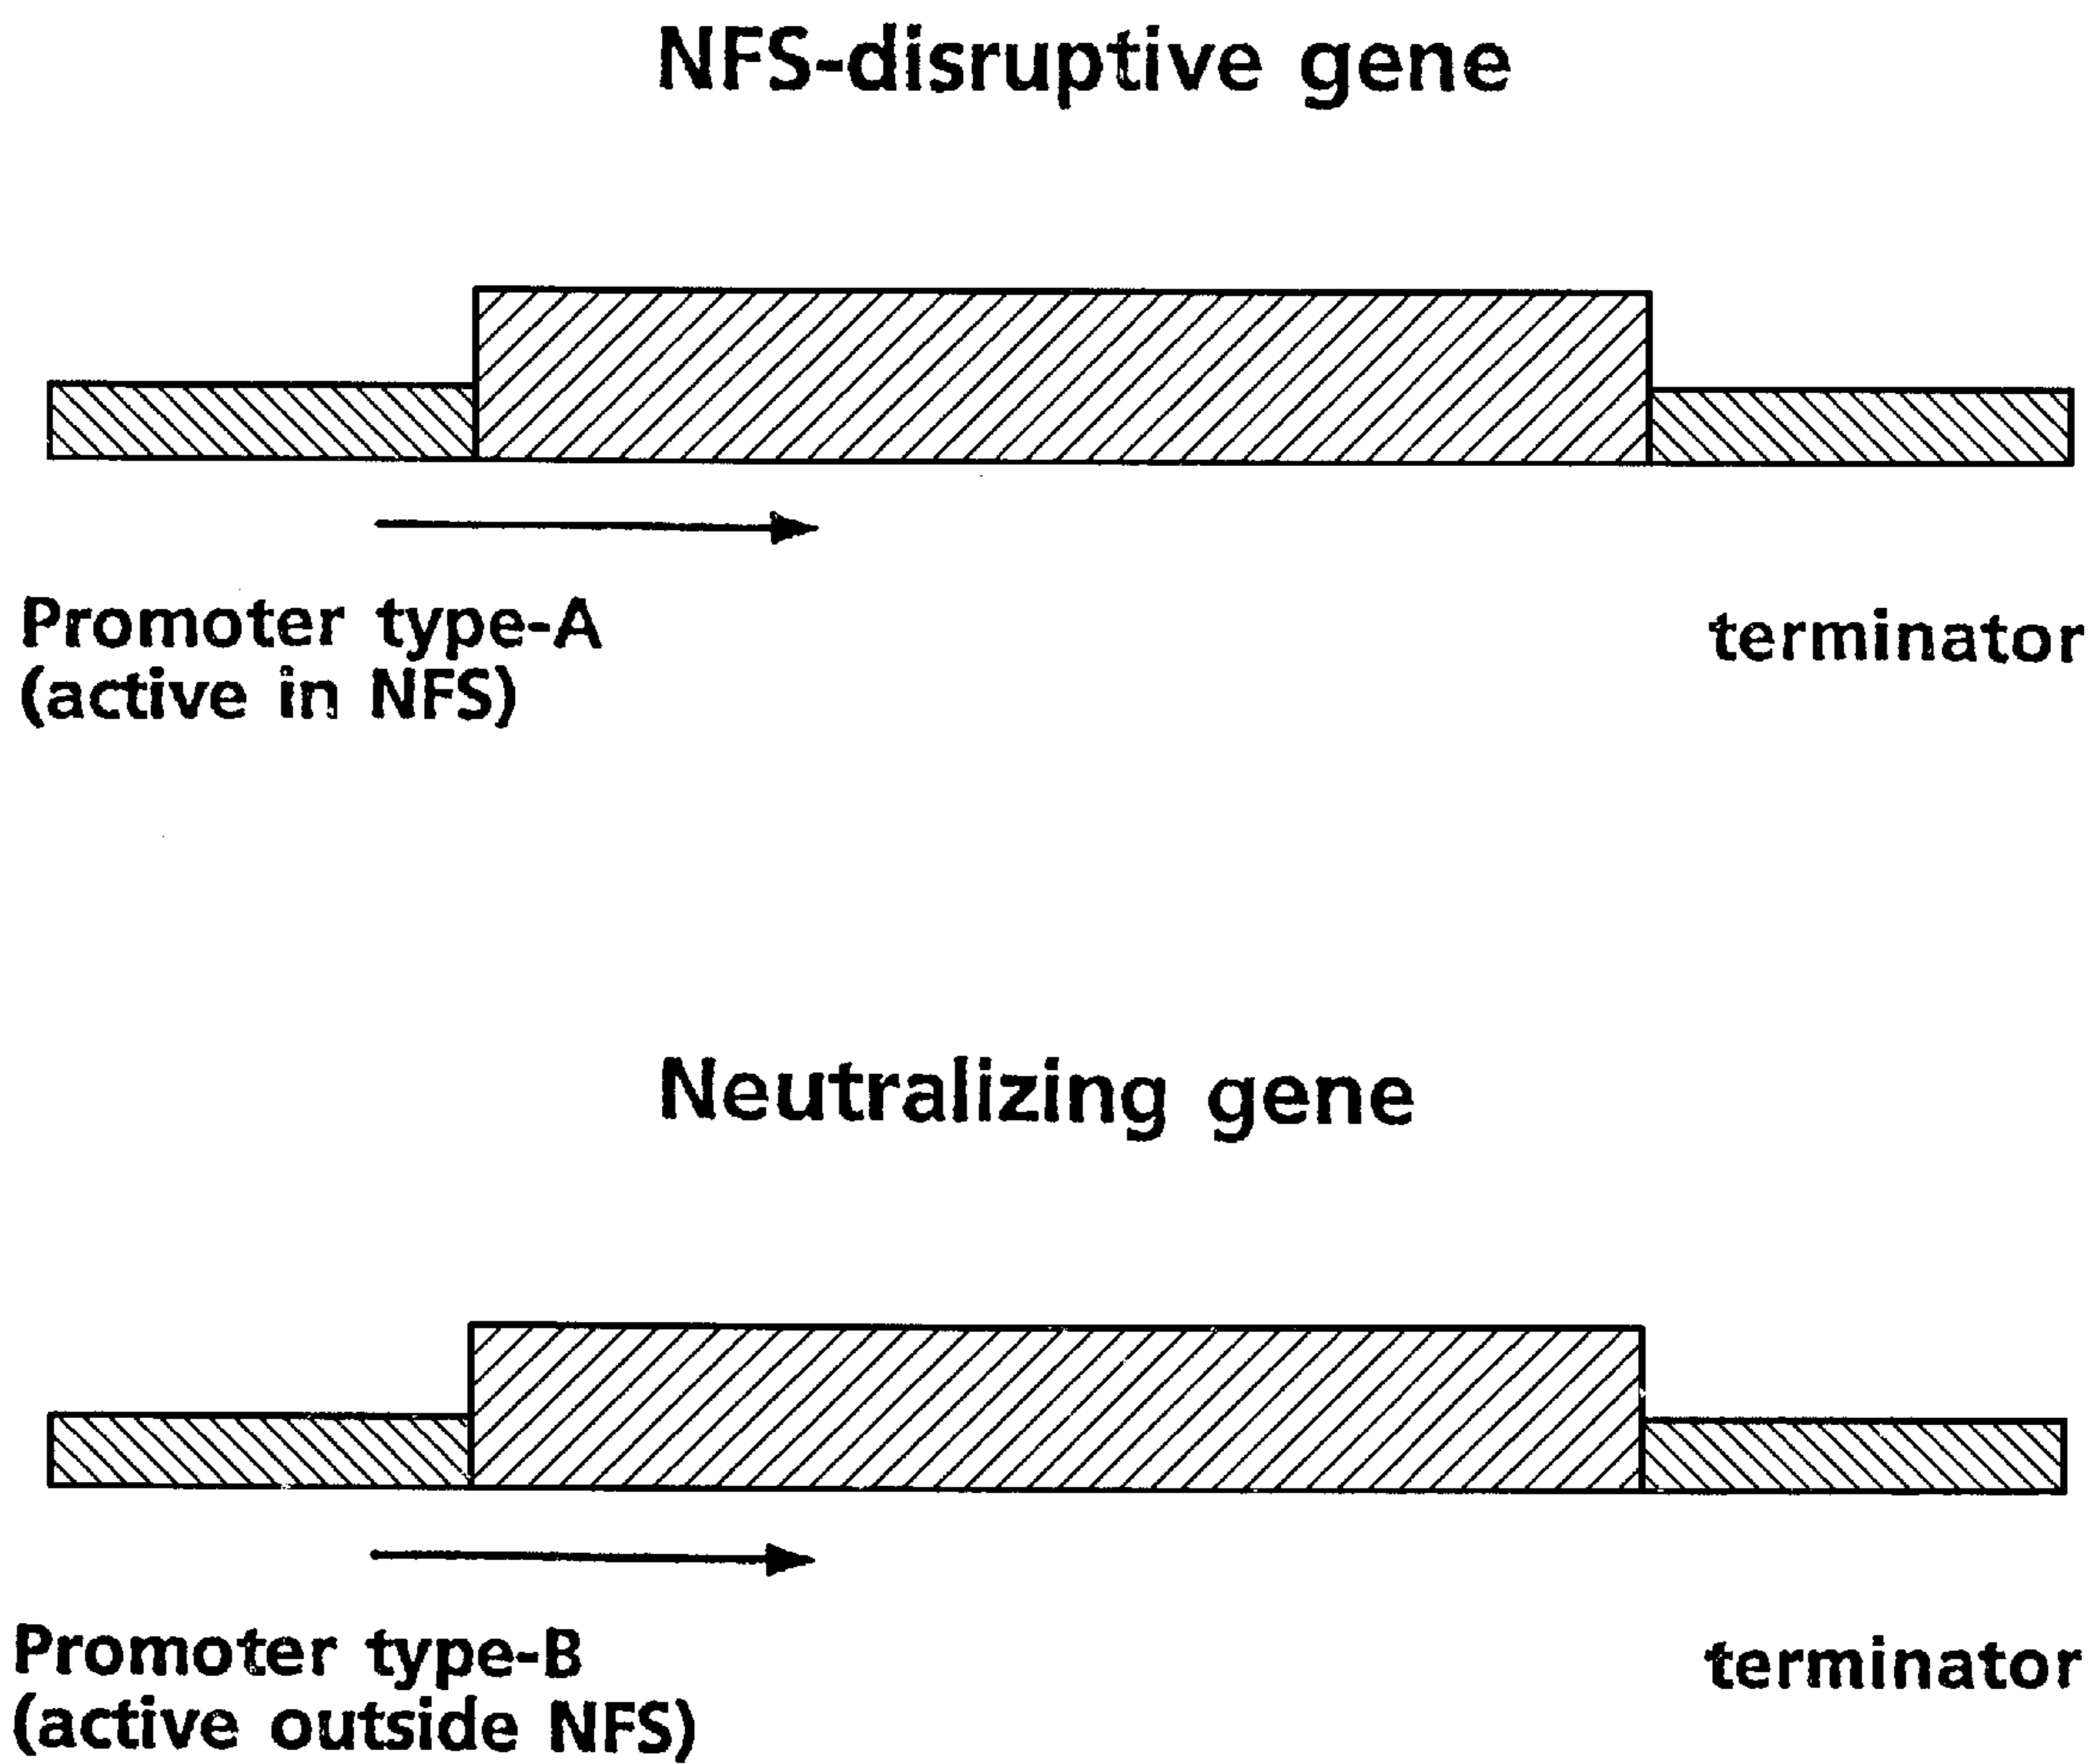 NFS-disruptive gene
Promoter type-A
(active in NFS)
terminator
Neutralizing gene
Promoter type-B
(active outside NFS)
terminator